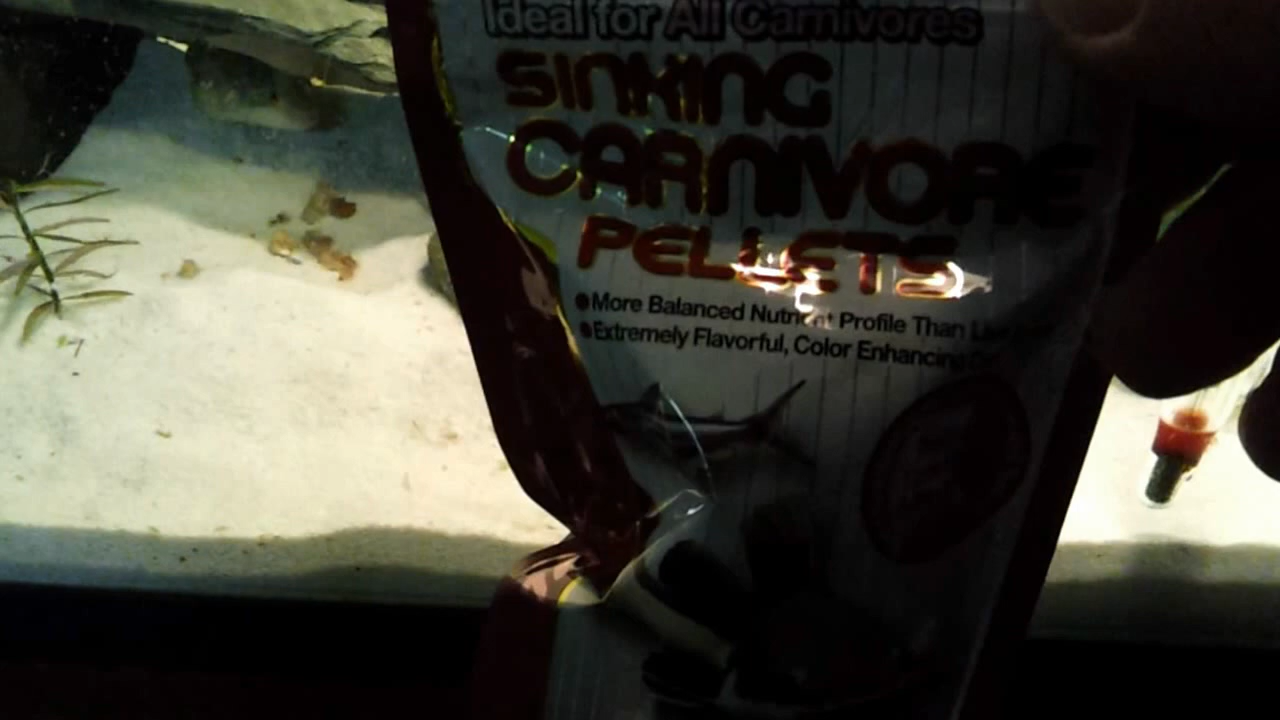 Ideal for All Carnivores
SINKING
CARNIVORE
PELLETS
●More Balanced Nutrient Profile Than
●Extremely Flavorful, Color Enhancing